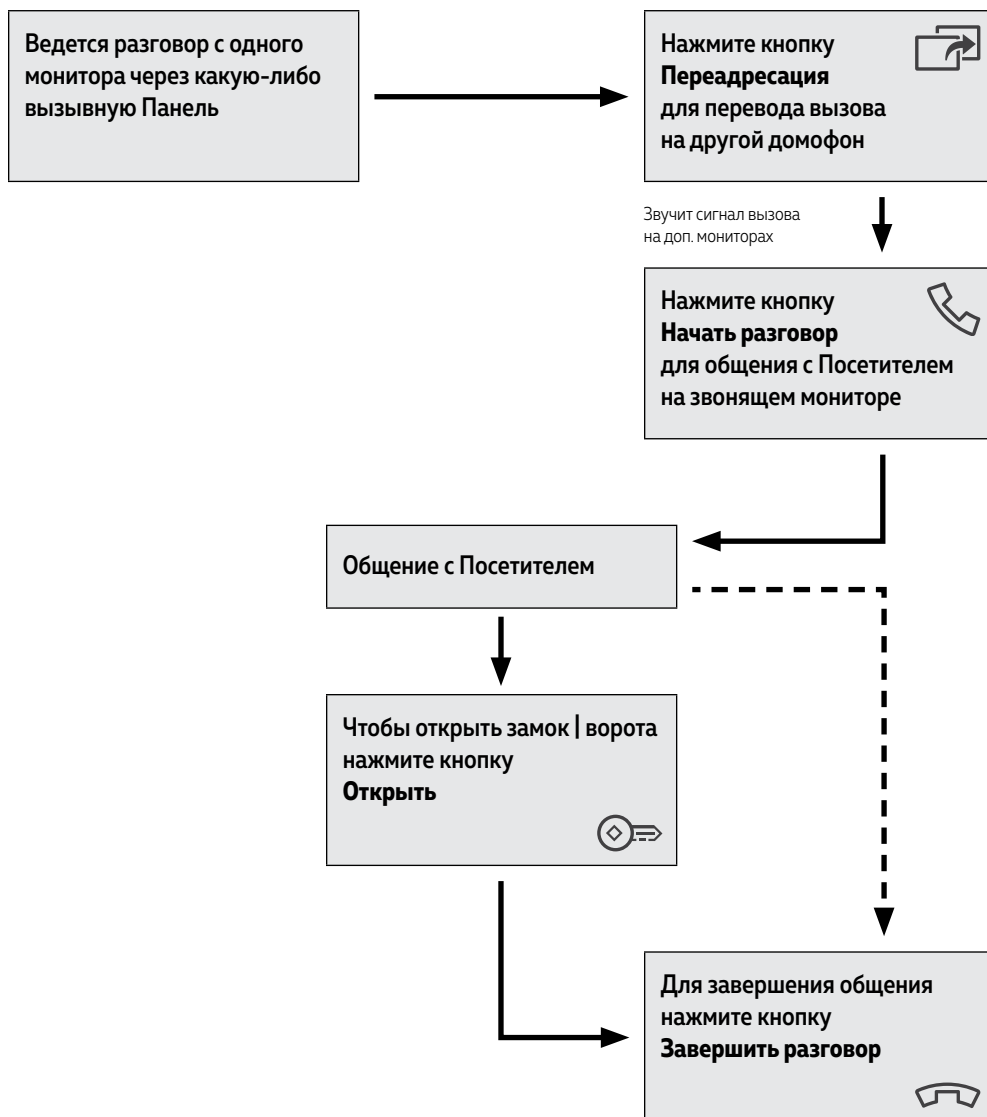 Ведется разговор с одного
монитора через какую-либо
вызывную Панель
Нажмите кнопку
Переадресация
для перевода вызова
на другой домофон
Звучит сигнал вызова
на доп. мониторах
Нажмите кнопку
Начать разговор
для общения с Посетителем
на звонящем мониторе
Общение с Посетителем
Чтобы открыть замок | ворота
нажмите кнопку
Открыть
Для завершения общения
нажмите кнопку
Завершить разговор